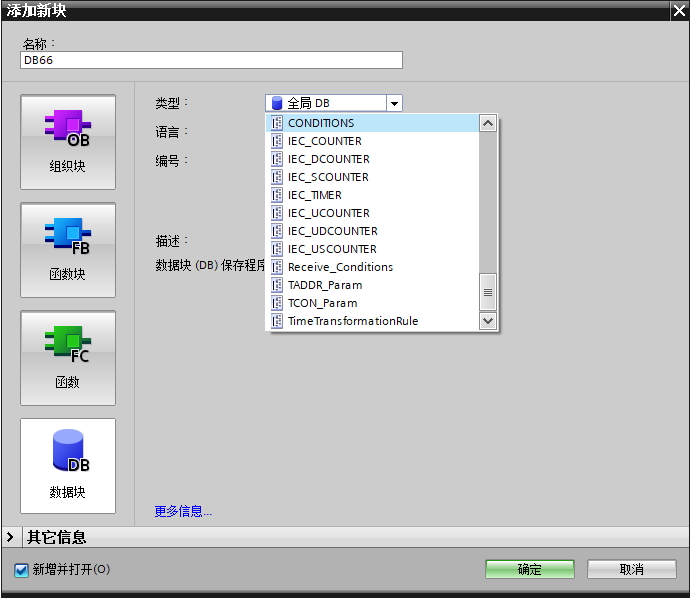 添加新块
名称：
DB66
OB
组织块
FB
函数块
FC
函数
DB
数据块
类型：
全局 DB
语言：
编号：
CONDITIONS
IEC_COUNTER
IEC_DCOUNTER
IEC_SCOUNTER
IEC_TIMER
IEC_UCOUNTER
IEC_UDCOUNTER
IEC_USCOUNTER
Receive_Conditions
TADDR_Param
TCON_Param
TimeTransformationRule
描述：
数据块 (DB) 保存程序
更多信息...
其它信息
新增并打开(O)
确定
取消